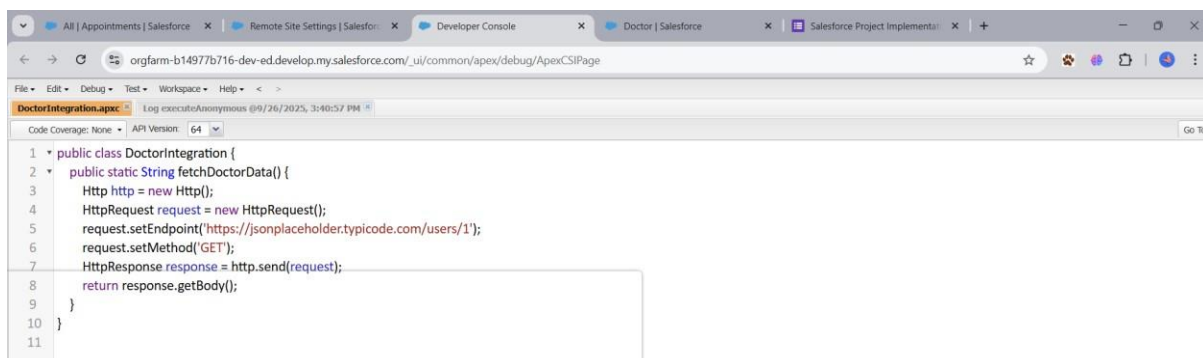 All | Appointments | Salesforce
Remote Site Settings | Salesforc
Developer Console
Doctor | Salesforce
Salesforce Project Implementati
orgfarm-b14977b716-dev-ed.develop.my.salesforce.com/_ui/common/apex/debug/ApexCSIPage
File Edit Debug Test Workspace Help < >
DoctorIntegration.apxc Log executeAnonymous @9/26/2025, 3:40:57 PM
Code Coverage: None API Version: 64 Go To
1 public class DoctorIntegration {
2 public static String fetchDoctorData() {
3 Http http = new Http();
4 HttpRequest request = new HttpRequest();
5 request.setEndpoint('https://jsonplaceholder.typicode.com/users/1');
6 request.setMethod('GET');
7 HttpResponse response = http.send(request);
8 return response.getBody();
9 }
10 }
11